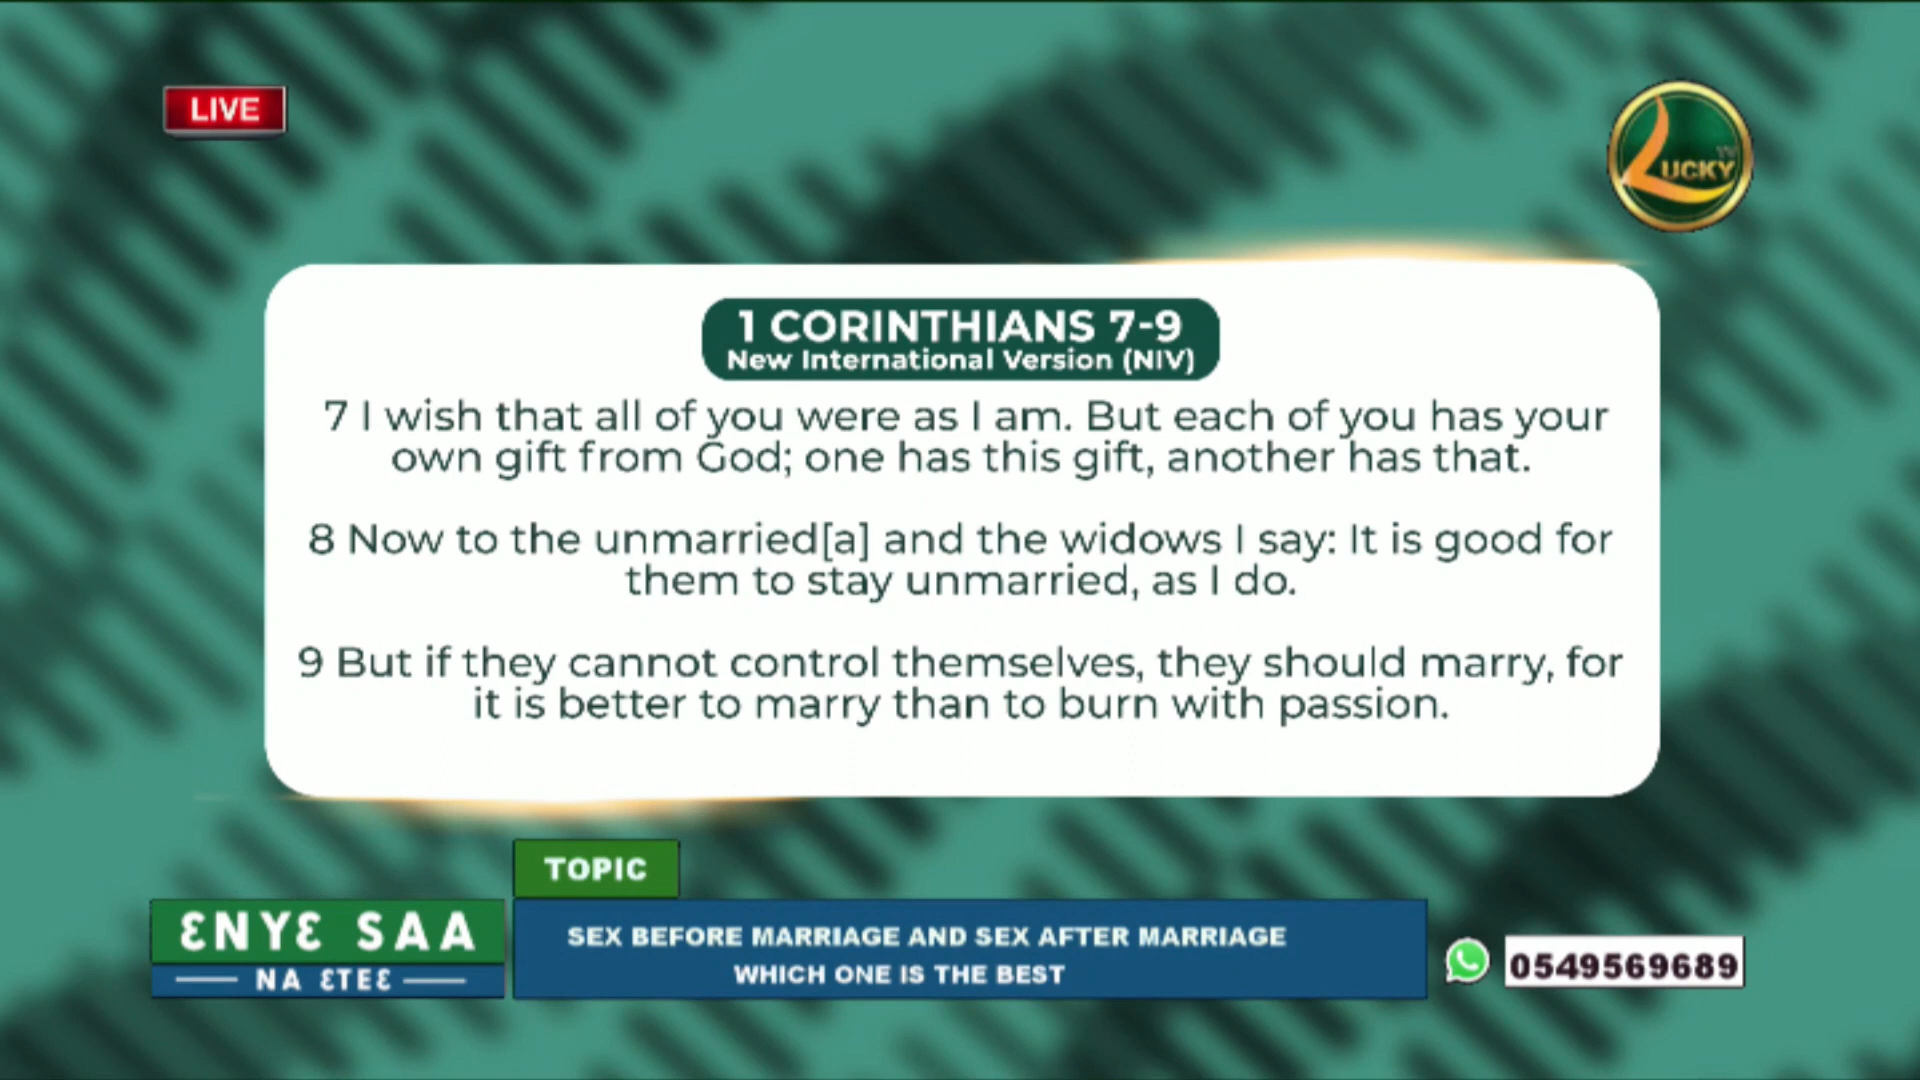 LIVE
LUCKY TV
1 CORINTHIANS 7-9
New International Version (NIV)
7 I wish that all of you were as I am. But each of you has your
own gift from God; one has this gift, another has that.
8 Now to the unmarried[a] and the widows I say: It is good for
them to stay unmarried, as I do.
9 But if they cannot control themselves, they should marry, for
it is better to marry than to burn with passion.
TOPIC
ƐNYƐ SAA
NA ƐTEƐ
SEX BEFORE MARRIAGE AND SEX AFTER MARRIAGE
WHICH ONE IS THE BEST
0549569689